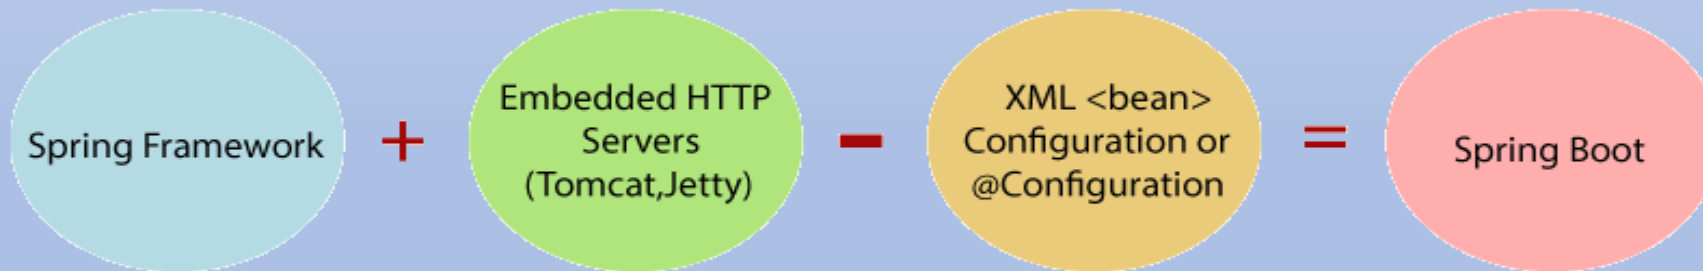 Spring Framework
+
Embedded HTTP
Servers
(Tomcat,Jetty)
-
XML <bean>
Configuration or
@Configuration
=
Spring Boot